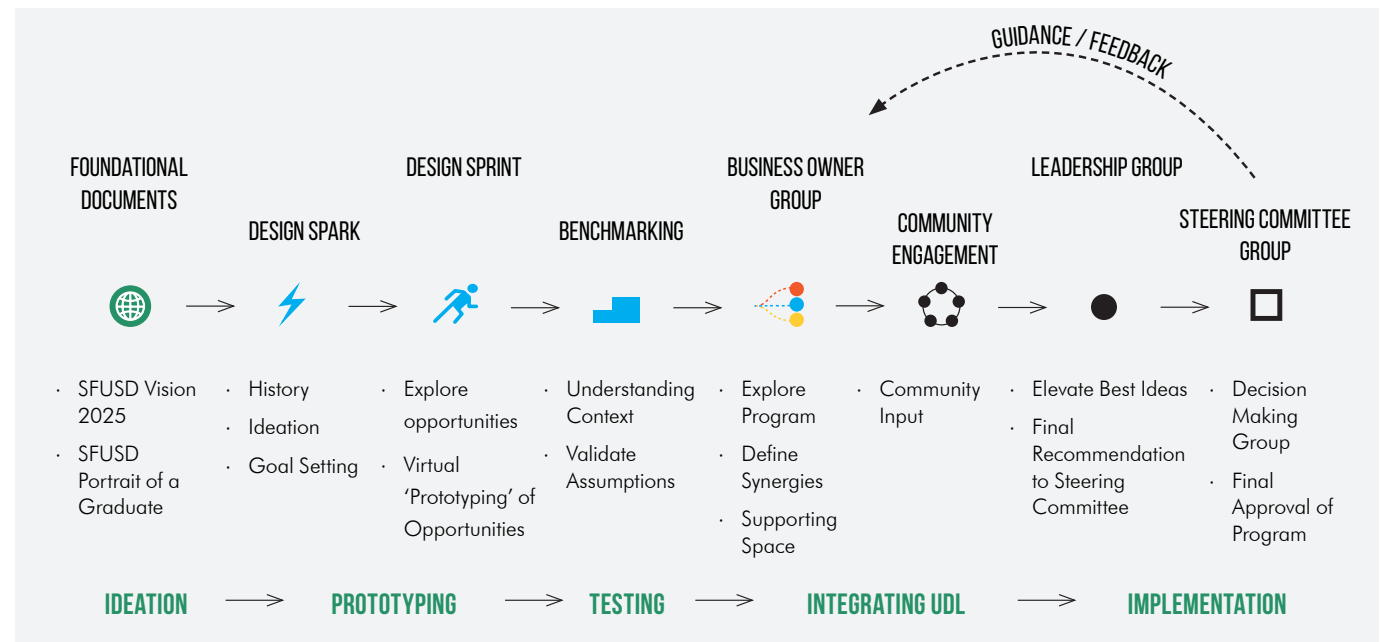 GUIDANCE / FEEDBACK
FOUNDATIONAL
DOCUMENTS
DESIGN SPARK
DESIGN SPRINT
BENCHMARKING
BUSINESS OWNER
GROUP
COMMUNITY
ENGAGEMENT
LEADERSHIP GROUP
STEERING COMMITTEE
GROUP
· SFUSD Vision
2025
· SFUSD
Portrait of a
Graduate
· History
· Ideation
· Goal Setting
· Explore
opportunities
· Virtual
‘Prototyping’ of
Opportunities
· Understanding
Context
· Validate
Assumptions
· Explore
Program
· Define
Synergies
· Supporting
Space
· Community
Input
· Elevate Best Ideas
· Final
Recommendation
to Steering
Committee
· Decision
Making
Group
· Final
Approval of
Program
IDEATION
PROTOTYPING
TESTING
INTEGRATING UDL
IMPLEMENTATION